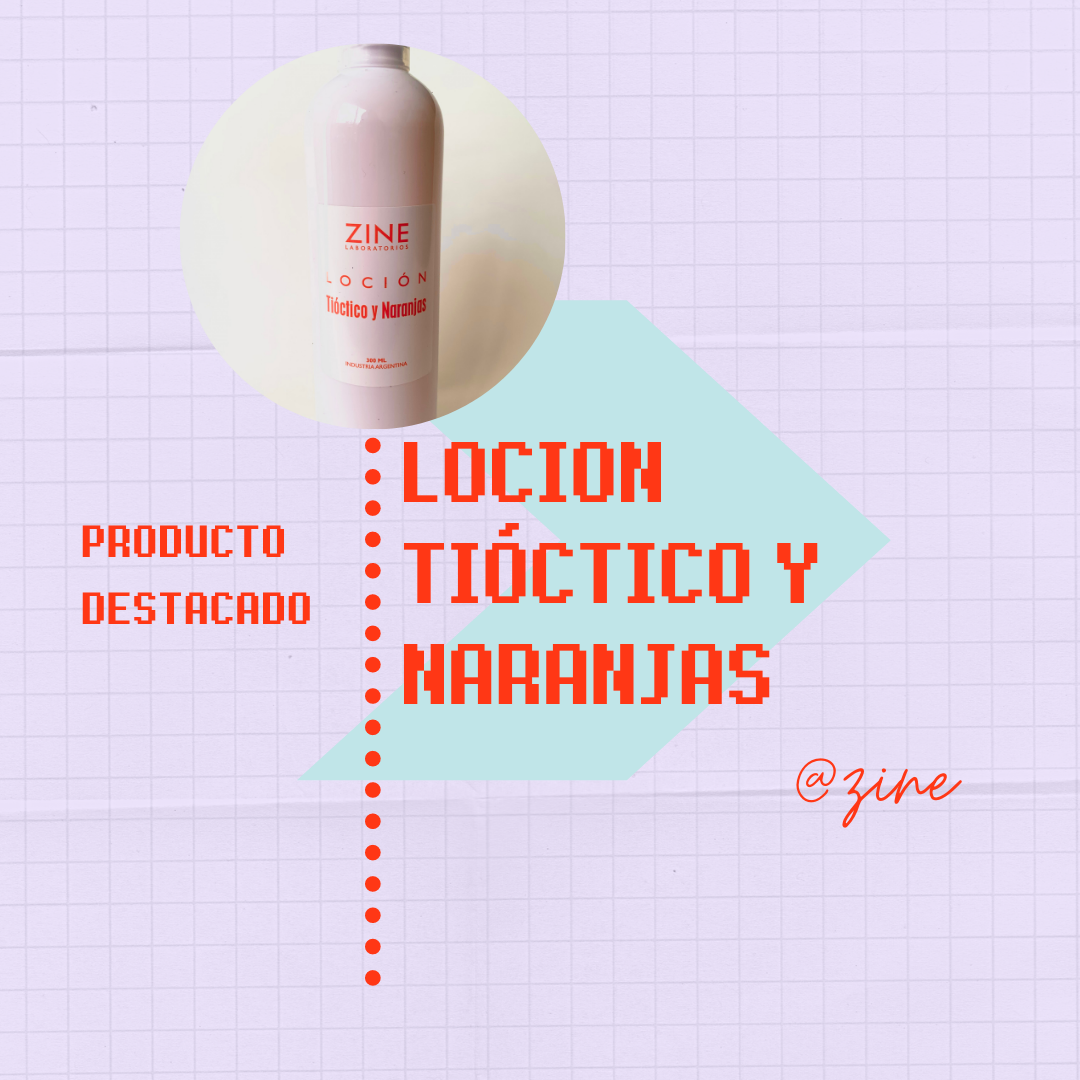 ZINE
LABORATORIOS
LOCIÓN
Tióctico y Naranjas
300 ML
INDUSTRIA ARGENTINA
LOCION
TIÓCTICO Y
NARANJAS
PRODUCTO
DESTACADO
@zine